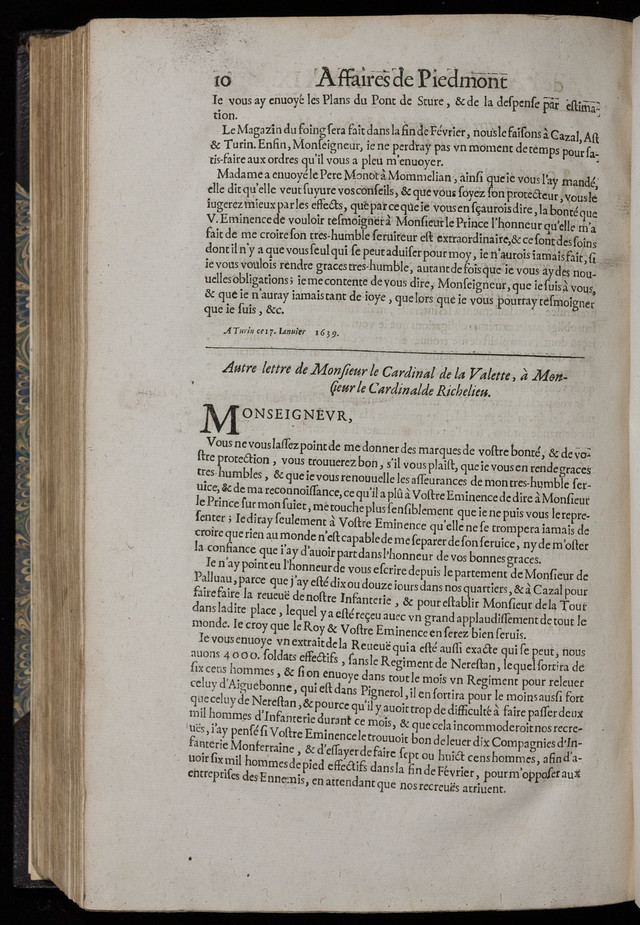 10 Affaires de Piedmont
Ie vous ay enuoyé les Plans du Pont de Sture, & de la despense par estima-
tion.
Le Magazin du foing sera fait dans la fin de Février, nous le faisons à Cazal, Ast
& Turin. Enfin, Monseigneur, ie ne perdray pas vn moment de temps pour sa-
tis-faire aux ordres qu'il vous a pleu m'enuoyer.
Madame a enuoyé le Pere Monot à Mommelian, ainsi que ie vous l'ay mandé,
elle dit qu'elle veut suyure vos conseils, & que vous soyez son protecteur, vous le
iugerez mieux par les effects, que par ce que ie vous en sçaurois dire, la bonté que
V. Eminence de vouloir tesmoigner à Monsieur le Prince l'honneur qu'elle m'a
fait de me croire son tres-humble seruiteur est extraordinaire, & ce sont des soins
dont il n'y a que vous seul qui se peut aduiser pour moy, ie n'aurois iamais fait, si
ie vous voulois rendre graces tres-humble, autant de fois que ie vous ay des nou-
uelles obligations; ie me contente de vous dire, Monseigneur, que ie suis à vous,
& que ie n'auray iamais tant de ioye, que lors que ie vous pourray tesmoigner
que ie suis, &c.
A Turin ce 17. Ianuier 1639.
Autre lettre de Monsieur le Cardinal de la Valette, à Mon-
sieur le Cardinal de Richelieu.
MONSEIGNEVR,
Vous ne vous lassez point de me donner des marques de vostre bonté, & de vo-
stre protection, vous trouuerez bon, s'il vous plaist, que ie vous en rende graces
tres-humbles, & que ie vous renouuelle les asseurances de mon tres-humble ser-
uice, & de ma reconnoissance, ce qu'il a plû à Vostre Eminence de dire à Monsieur
le Prince sur mon suiet, me touche plus sensiblement que ie ne puis vous le repre-
senter; Ie diray seulement à Vostre Eminence qu'elle ne se trompera iamais de
croire que rien au monde n'est capable de me separer de son seruice, ny de m'oster
la confiance que i'ay d'auoir part dans l'honneur de vos bonnes graces.
Ie n'ay point eu l'honneur de vous escrire depuis le partement de Monsieur de
Palluau, parce que j'ay esté dix ou douze iours dans nos quartiers, & à Cazal pour
faire faire la reueuë de nostre Infanterie, & pour establir Monsieur de la Tour
dans ladite place, lequel y a esté reçeu auec vn grand applaudissement de tout le
monde. Ie croy que le Roy & Vostre Eminence en serez bien seruis.
Ie vous enuoye vn extrait de la Reueuë qui a esté aussi exacte qui se peut, nous
auons 4000. soldats effectifs, sans le Regiment de Nerestan, lequel sortira de
six cens hommes, & si on enuoye dans tout le mois vn Regiment pour releuer
celuy d'Aiguebonne, qui est dans Pignerol, il en sortira pour le moins aussi fort
que celuy de Nerestan, & pource qu'il y auoit trop de difficulté à faire passer deux
mil hommes d'Infanterie durant ce mois, & que cela incommoderoit nos recre-
uës, i'ay pensé si Vostre Eminence le trouuoit bon de leuer dix Compagnies d'In-
fanterie Monferraine, & d'essayer de faire sept ou huict cens hommes, afin d'a-
uoir six mil hommes de pied effectifs dans la fin de Février, pour m'opposer aux
entreprises des Ennemis, en attendant que nos recreuës arriuent.